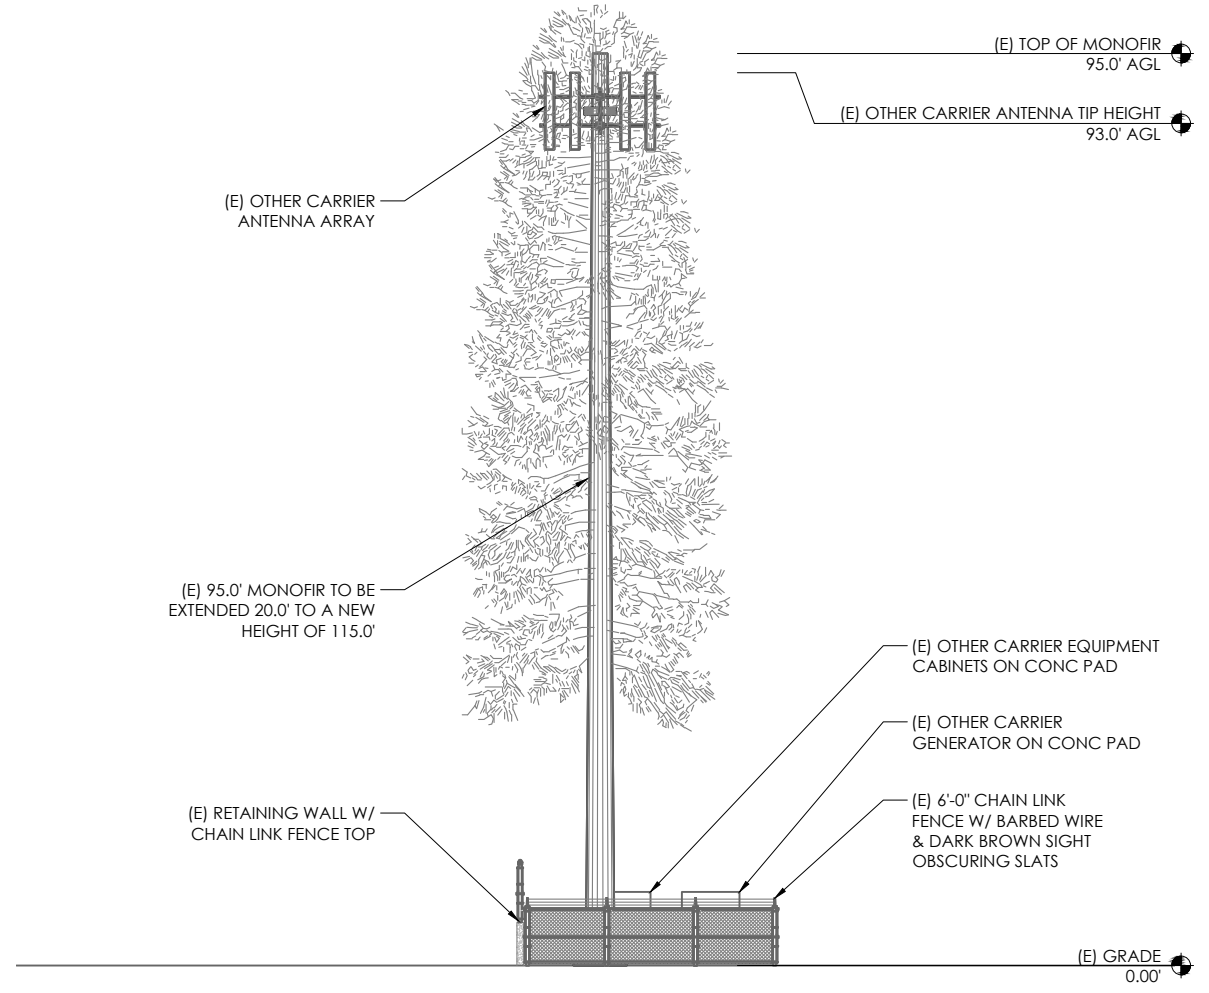 (E) TOP OF MONOFIR
95.0' AGL
(E) OTHER CARRIER ANTENNA TIP HEIGHT
93.0' AGL
(E) OTHER CARRIER
ANTENNA ARRAY
(E) 95.0' MONOFIR TO BE
EXTENDED 20.0' TO A NEW
HEIGHT OF 115.0'
(E) OTHER CARRIER EQUIPMENT
CABINETS ON CONC PAD
(E) OTHER CARRIER
GENERATOR ON CONC PAD
(E) RETAINING WALL W/
CHAIN LINK FENCE TOP
(E) 6'-0" CHAIN LINK
FENCE W/ BARBED WIRE
& DARK BROWN SIGHT
OBSCURING SLATS
(E) GRADE
0.00'